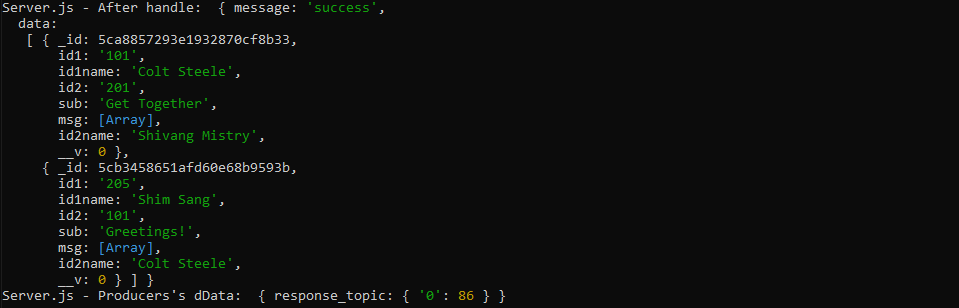 Server.js - After handle:  { message: 'success',
  data:
   [ { _id: 5ca8857293e1932870cf8b33,
       id1: '101',
       id1name: 'Colt Steele',
       id2: '201',
       sub: 'Get Together',
       msg: [Array],
       id2name: 'Shivang Mistry',
       __v: 0 },
     { _id: 5cb3458651afd60e68b9593b,
       id1: '205',
       id1name: 'Shim Sang',
       id2: '101',
       sub: 'Greetings!',
       msg: [Array],
       id2name: 'Colt Steele',
       __v: 0 } ] }
Server.js - Producers's dData:  { response_topic: { '0': 86 } }